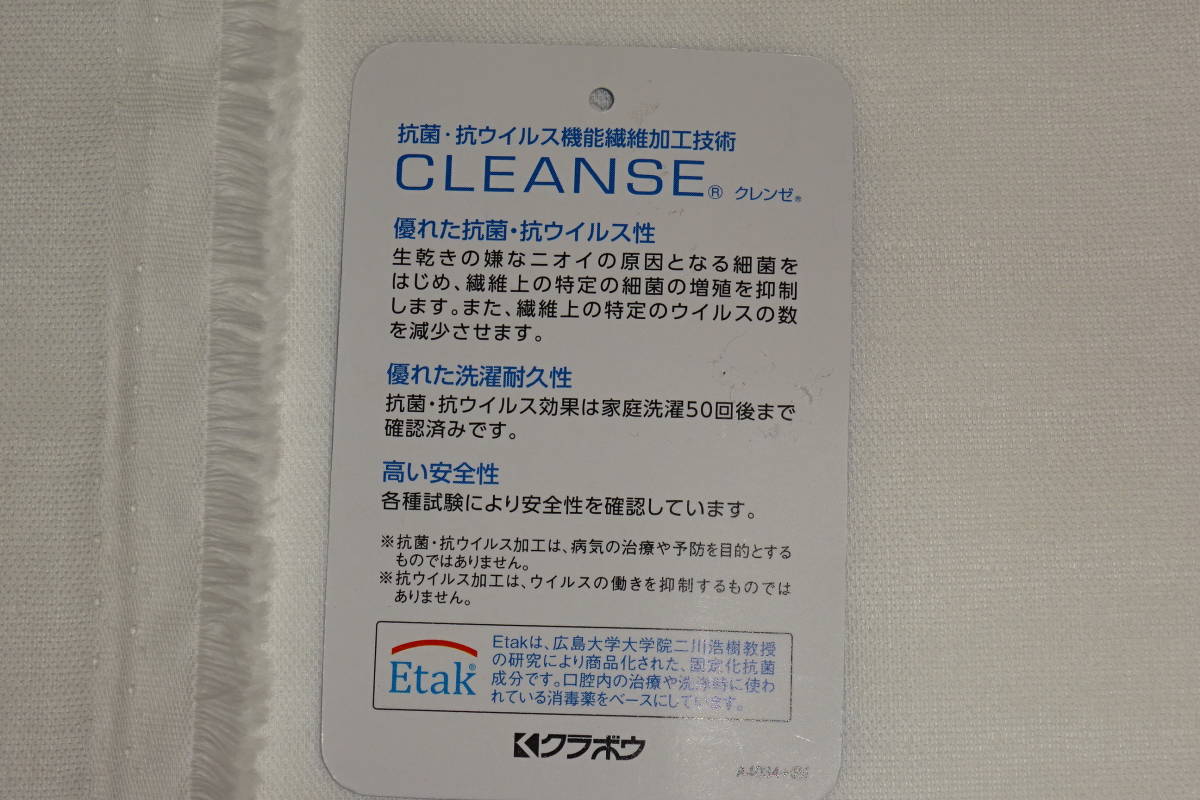 抗菌・抗ウイルス機能繊維加工技術
CLEANSE® クレンゼ®
優れた抗菌・抗ウイルス性
生乾きの嫌なニオイの原因となる細菌を
はじめ、繊維上の特定の細菌の増殖を抑制
します。また、繊維上の特定のウイルスの数
を減少させます。
優れた洗濯耐久性
抗菌・抗ウイルス効果は家庭洗濯50回後まで
確認済みです。
高い安全性
各種試験により安全性を確認しています。
※抗菌・抗ウイルス加工は、病気の治療や予防を目的とする
ものではありません。
※抗ウイルス加工は、ウイルスの働きを抑制するものでは
ありません。
Etak®
Etakは、広島大学大学院二川浩樹教授
の研究により商品化された、固定化抗菌
成分です。口腔内の治療や洗浄時に使わ
れている消毒薬をベースにしています。
クラボウ